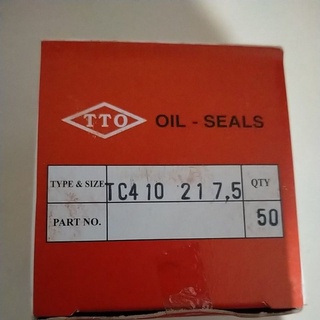 TTO OIL - SEALS
TYPE & SIZE TC4 10 21 7,5 QTY
PART NO. 50